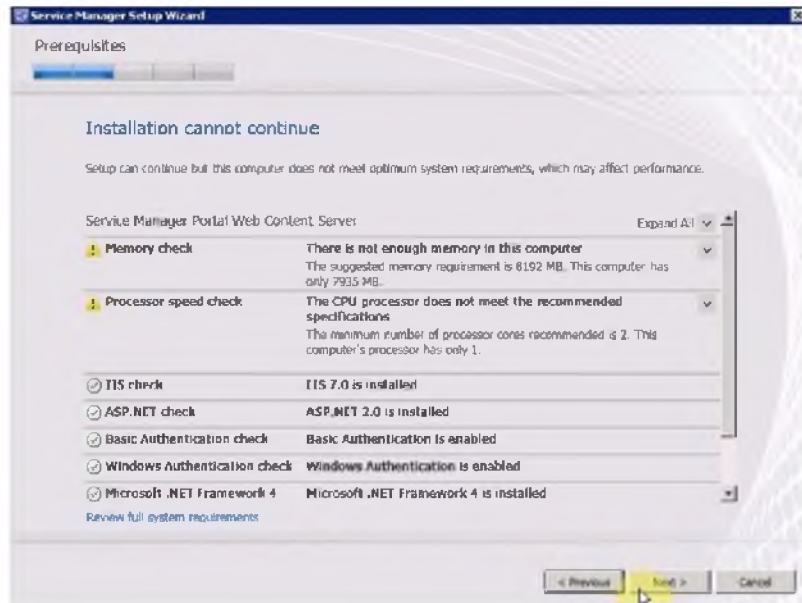 Service Manager Setup Wizard
Prerequisites
Installation cannot continue
Setup can continue but this computer does not meet optimum system requirements, which may affect performance.
Service Manager Portal Web Content Server
Expand All
Memory check
There is not enough memory in this computer
The suggested memory requirement is 8192 MB. This computer has
only 7935 MB.
Processor speed check
The CPU processor does not meet the recommended
specifications
The minimum number of processor cores recommended is 2. This
computer's processor has only 1.
IIS check
IIS 7.0 is installed
ASP.NET check
ASP.NET 2.0 is installed
Basic Authentication check
Basic Authentication is enabled
Windows Authentication check
Windows Authentication is enabled
Microsoft .NET Framework 4
Microsoft .NET Framework 4 is installed
Review full system requirements
< Previous
Next >
Cancel